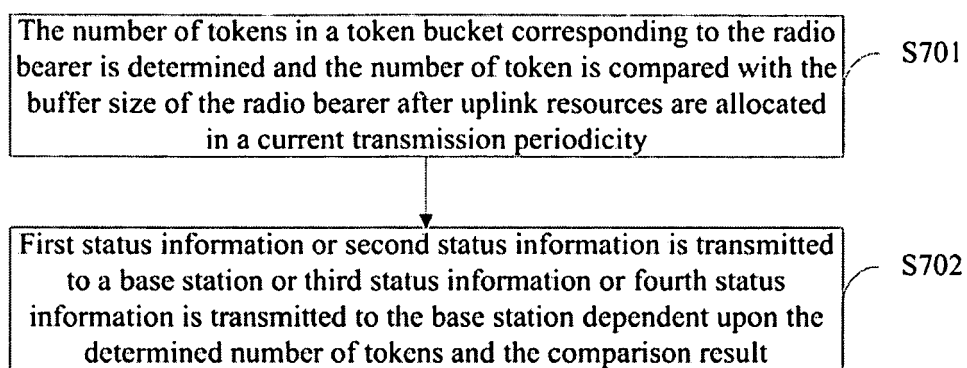 The number of tokens in a token bucket corresponding to the radio
bearer is determined and the number of token is compared with the
buffer size of the radio bearer after uplink resources are allocated
in a current transmission periodicity
S701
First status information or second status information is transmitted
to a base station or third status information or fourth status
information is transmitted to the base station dependent upon the
determined number of tokens and the comparison result
S702